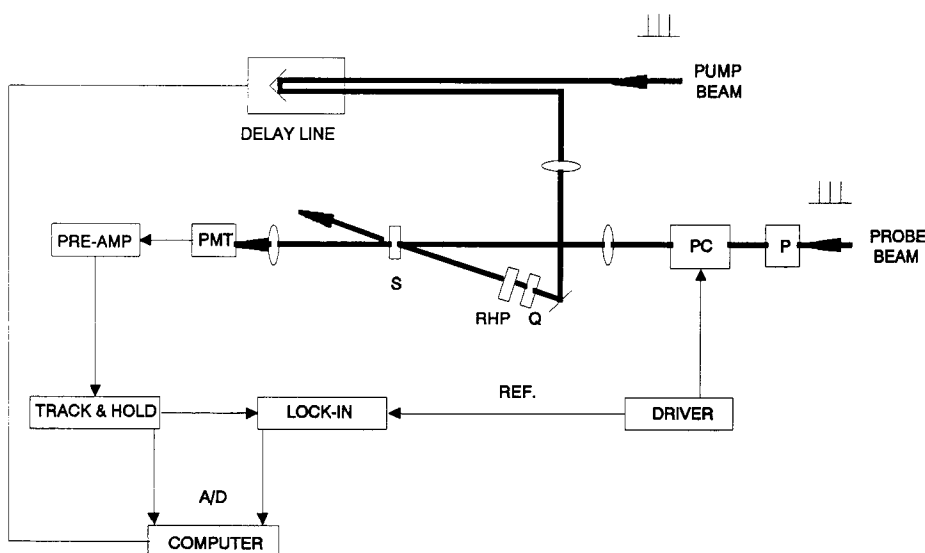 PUMP
BEAM
DELAY LINE
PRE-AMP
PMT
PC
P
PROBE
BEAM
S
RHP
Q
TRACK & HOLD
LOCK-IN
REF.
DRIVER
A/D
COMPUTER